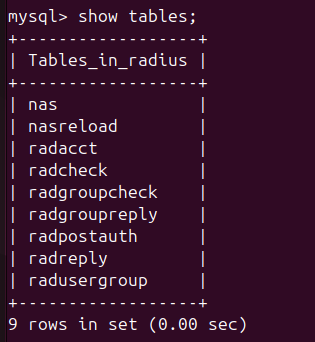 mysql> show tables;
+------------------+
| Tables_in_radius |
+------------------+
| nas              |
| nasreload        |
| radacct          |
| radcheck         |
| radgroupcheck    |
| radgroupreply    |
| radpostauth      |
| radreply         |
| radusergroup     |
+------------------+
9 rows in set (0.00 sec)